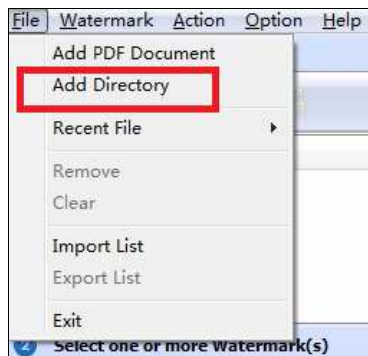 File Watermark Action Option Help
Add PDF Document
Add Directory
Recent File
Remove
Clear
Import List
Export List
Exit
2 Select one or more Watermark(s)